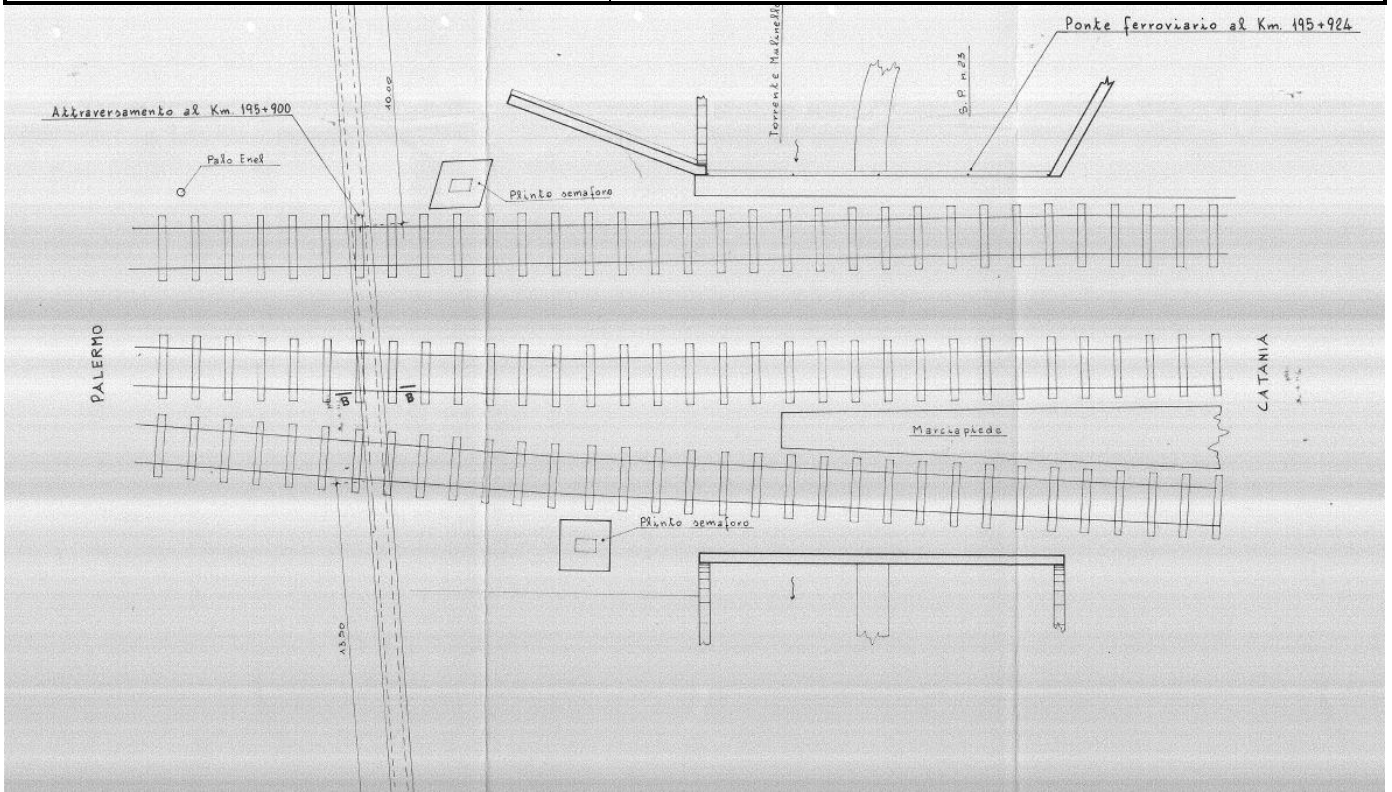 Ponte ferroviario al Km. 195+924
Torrente Mulinello
S.P. n. 23
10.00
Attraversamento al Km. 195+900
Palo Enel
Plinto semaforo
PALERMO
CATANIA
B
B
Marciapiede
Plinto semaforo
13.50